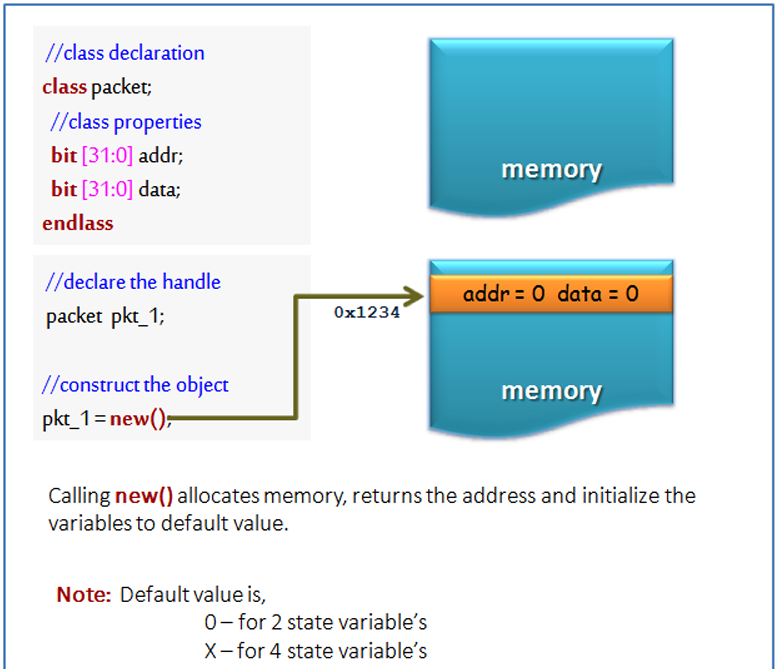 //class declaration
class packet;
//class properties
bit [31:0] addr;
bit [31:0] data;
endlass
memory
//declare the handle
packet pkt_1;
//construct the object
pkt_1 = new();
0x1234
addr = 0 data = 0
memory
Calling new() allocates memory, returns the address and initialize the
variables to default value.
Note: Default value is,
0 – for 2 state variable’s
X – for 4 state variable’s